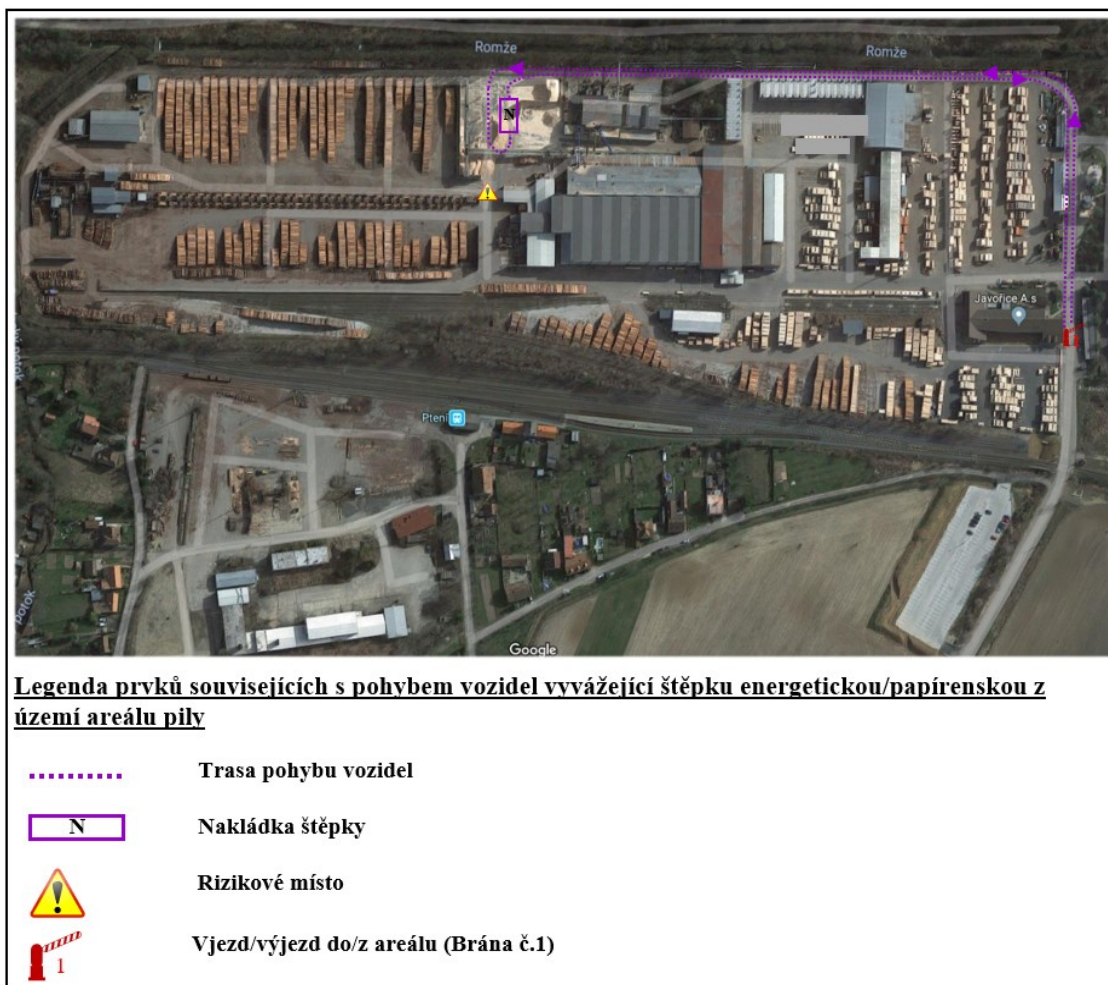 Romže
Romže
N
Javořice A.s
Ptení
potok
Google
Legenda prvků souvisejících s pohybem vozidel vyvážející štěpku energetickou/papírenskou z
území areálu pily
Trasa pohybu vozidel
N
Nakládka štěpky
Rizikové místo
1
Vjezd/výjezd do/z areálu (Brána č.1)